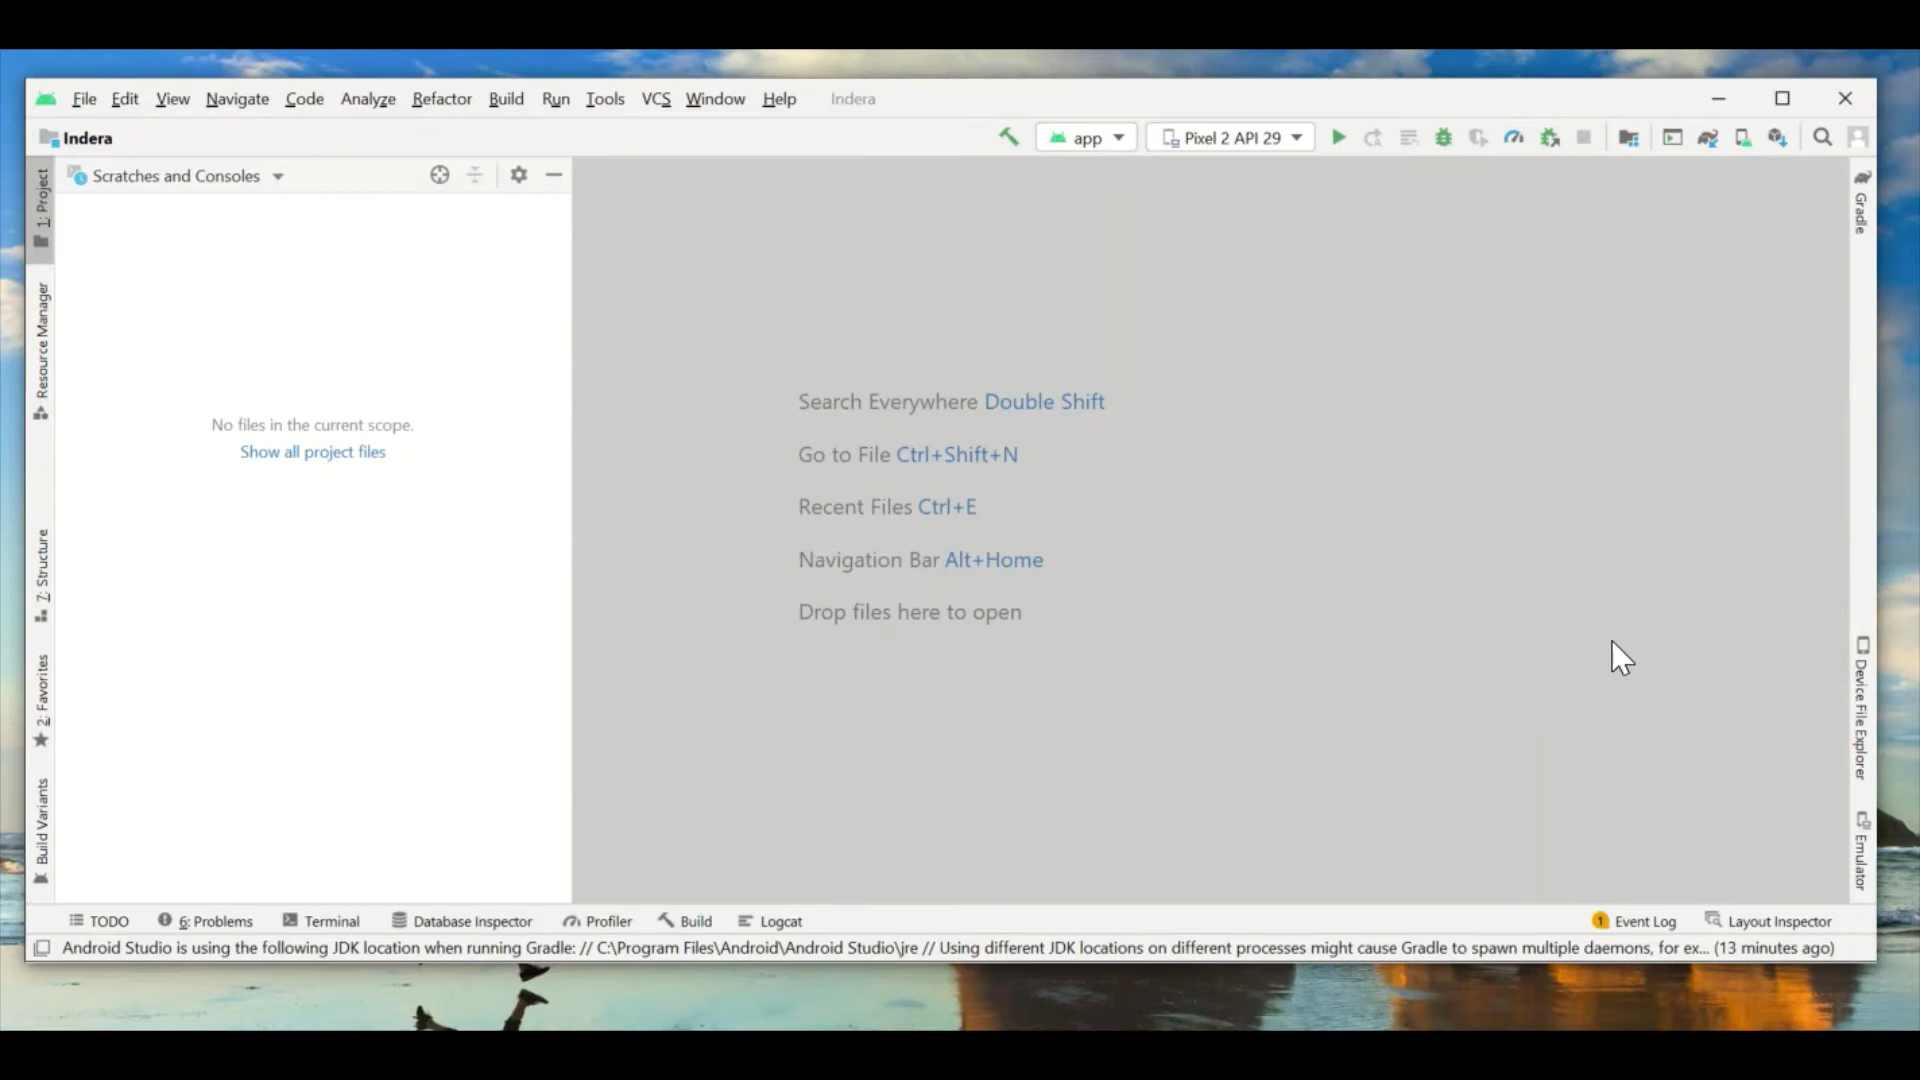 File Edit View Navigate Code Analyze Refactor Build Run Tools VCS Window Help Indera
Indera
app
Pixel 2 API 29
Scratches and Consoles
1: Project
Resource Manager
7: Structure
2: Favorites
Build Variants
No files in the current scope.
Show all project files
Search Everywhere Double Shift
Go to File Ctrl+Shift+N
Recent Files Ctrl+E
Navigation Bar Alt+Home
Drop files here to open
Gradle
Device File Explorer
Emulator
TODO 6: Problems Terminal Database Inspector Profiler Build Logcat 1 Event Log Layout Inspector
Android Studio is using the following JDK location when running Gradle: // C:\Program Files\Android\Android Studio\jre // Using different JDK locations on different processes might cause Gradle to spawn multiple daemons, for ex... (13 minutes ago)